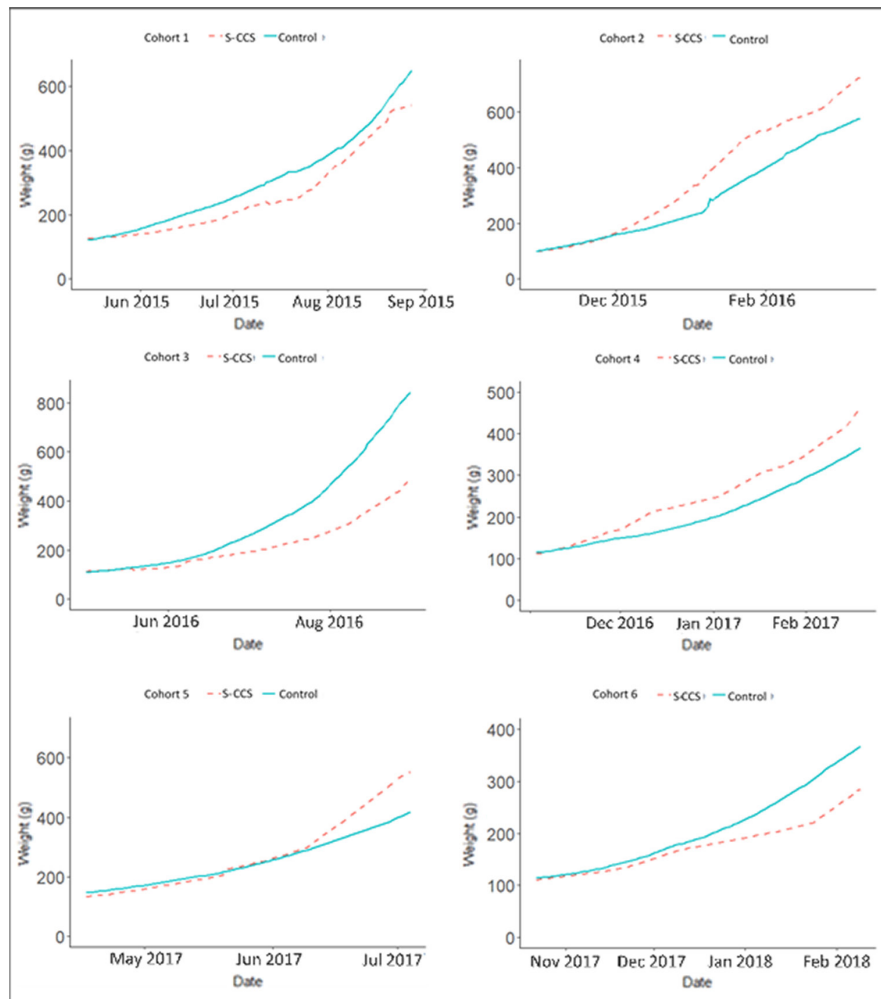 Cohort 1 S-CCS Control
Weight (g)
600
400
200
0
Jun 2015 Jul 2015 Aug 2015 Sep 2015
Date
Cohort 2 S-CCS Control
Weight (g)
600
400
200
0
Dec 2015 Feb 2016
Date
Cohort 3 S-CCS Control
Weight (g)
800
600
400
200
0
Jun 2016 Aug 2016
Date
Cohort 4 S-CCS Control
Weight (g)
500
400
300
200
100
0
Dec 2016 Jan 2017 Feb 2017
Date
Cohort 5 S-CCS Control
Weight (g)
600
400
200
0
May 2017 Jun 2017 Jul 2017
Date
Cohort 6 S-CCS Control
Weight (g)
400
300
200
100
0
Nov 2017 Dec 2017 Jan 2018 Feb 2018
Date